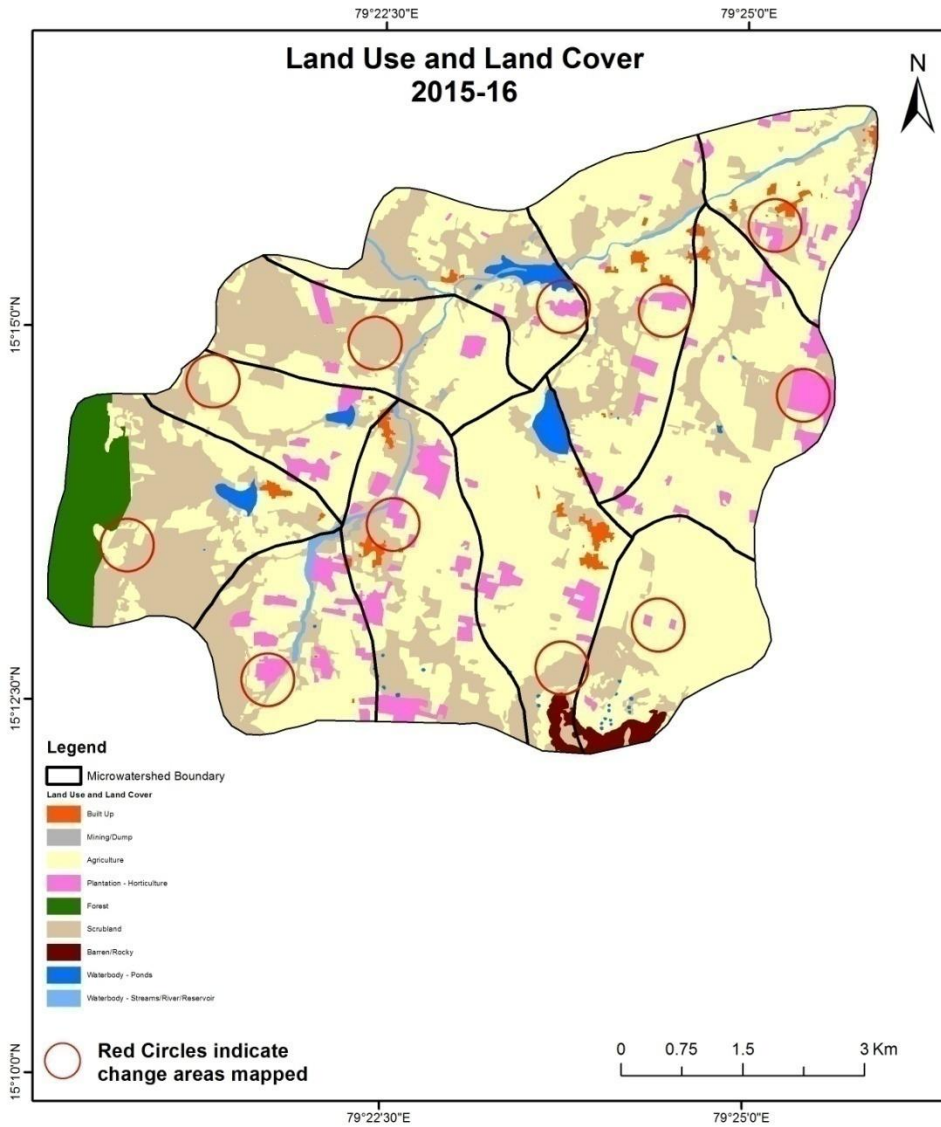 79°22'30"E
79°25'0"E
Land Use and Land Cover
2015-16
N
15°15'0"N
15°12'30"N
15°10'0"N
Legend
Microwatershed Boundary
Land Use and Land Cover
Built Up
Mining/Dump
Agriculture
Plantation - Horticulture
Forest
Scrubland
Barren/Rocky
Waterbody - Ponds
Waterbody - Streams/River/Reservoir
Red Circles indicate
change areas mapped
0 0.75 1.5 3 Km
79°22'30"E
79°25'0"E